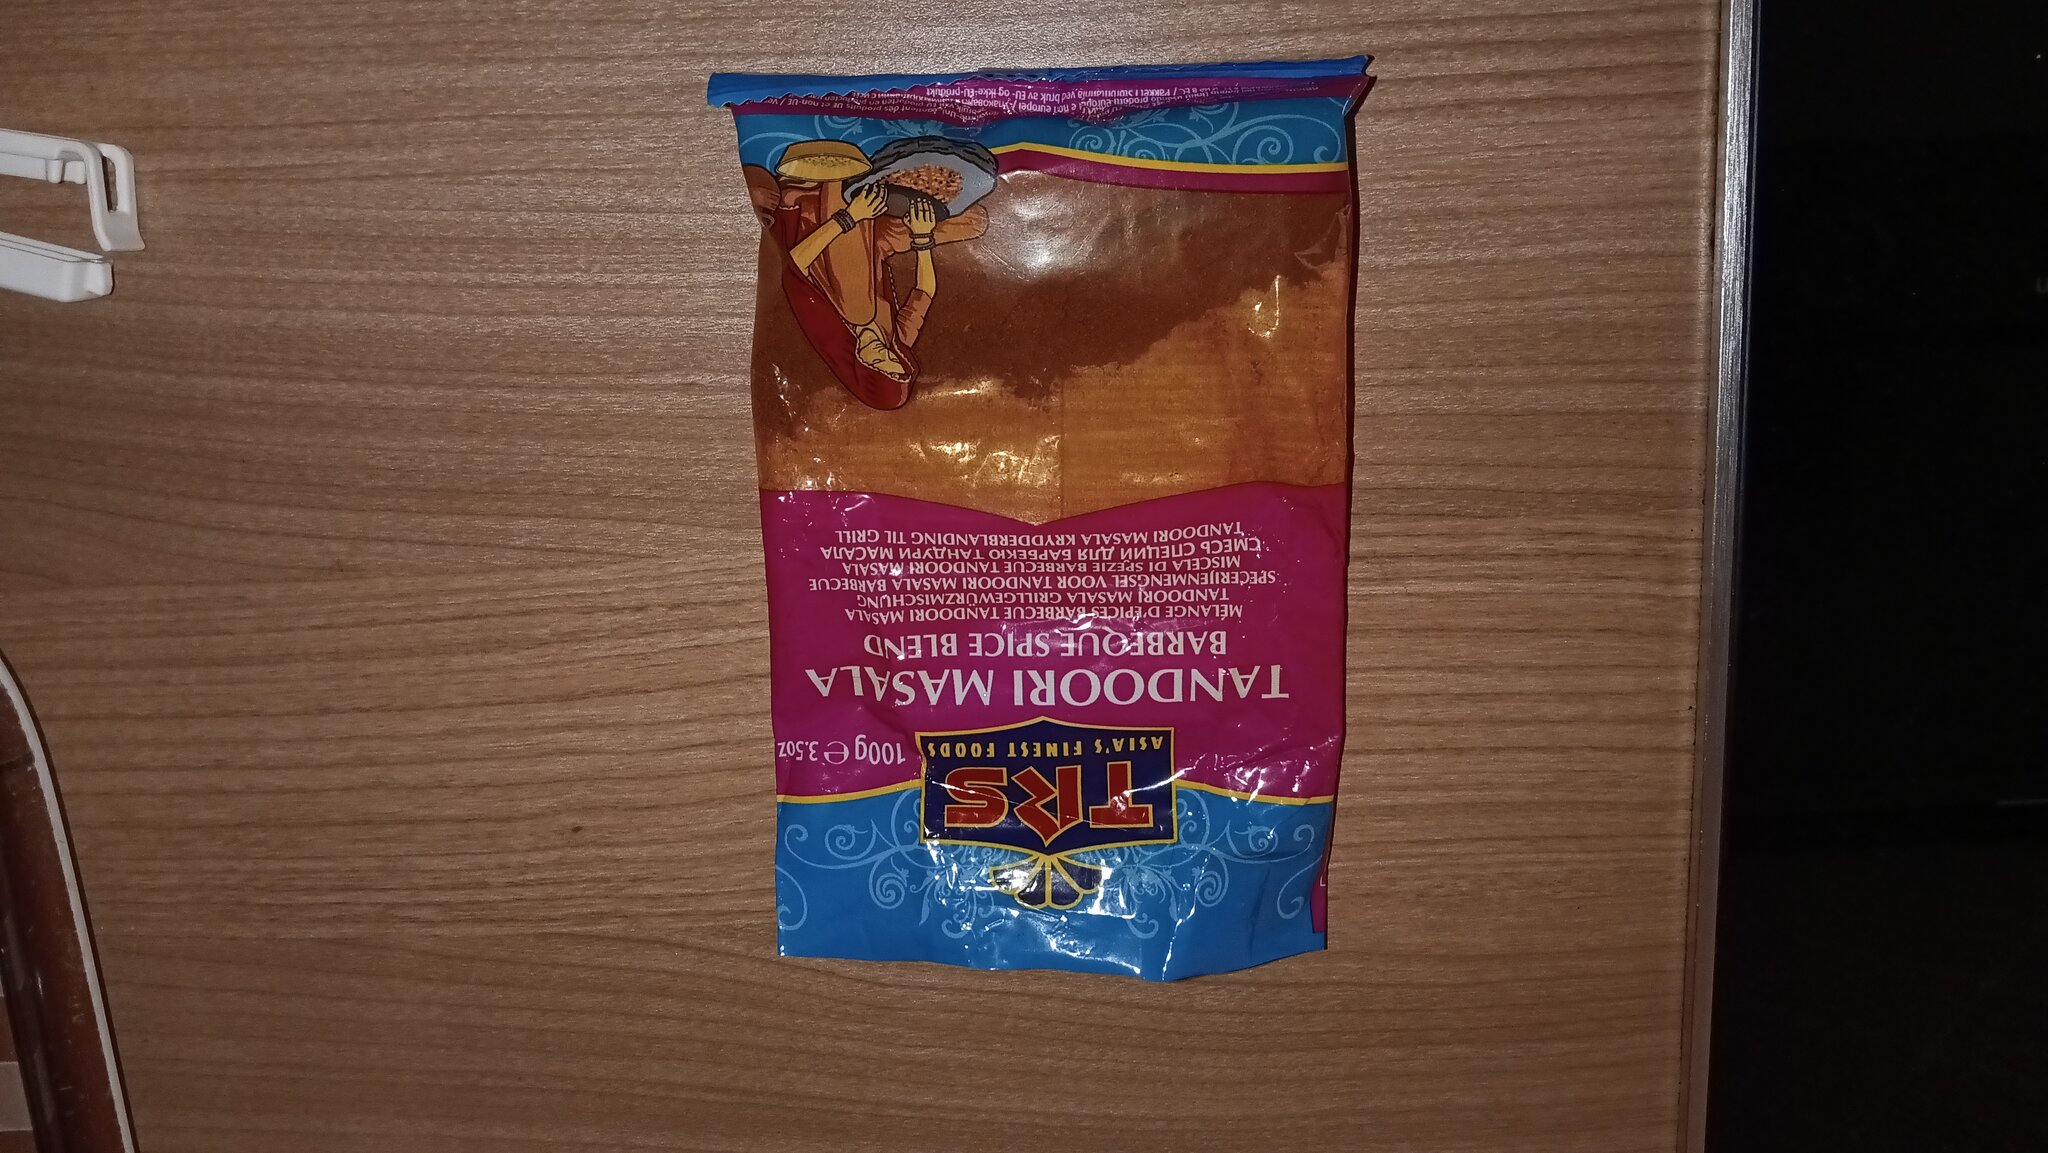 TRS
ASIA'S FINEST FOODS
100g ℮ 3.5oz
TANDOORI MASALA
BARBEQUE SPICE BLEND
MÉLANGE D'ÉPICES BARBECUE TANDOORI MASALA
TANDOORI MASALA GRILLGEWÜRZMISCHUNG
SPECERIJENMENGSEL VOOR TANDOORI MASALA BARBECUE
MISCELA DI SPEZIE BARBECUE TANDOORI MASALA
СМЕСЬ СПЕЦИЙ ДЛЯ БАРБЕКЮ ТАНДУРИ МАСАЛА
TANDOORI MASALA KRYDDERBLANDING TIL GRILL